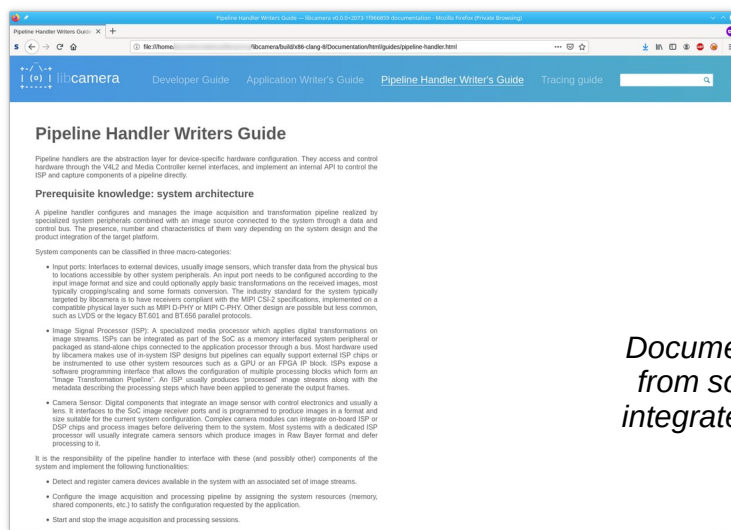 Pipeline Handler Writers Guide — libcamera v0.0.0+2073-1f966859 documentation - Mozilla Firefox (Private Browsing)
Pipeline Handler Writers Guide
file:///home/ /libcamera/build/x86-clang-8/Documentation/html/guides/pipeline-handler.html
libcamera Developer Guide Application Writer's Guide Pipeline Handler Writer's Guide Tracing guide
Pipeline Handler Writers Guide
Pipeline handlers are the abstraction layer for device-specific hardware configuration. They access and control
hardware through the V4L2 and Media Controller kernel interfaces, and implement an internal API to control the
ISP and capture components of a pipeline directly.
Prerequisite knowledge: system architecture
A pipeline handler configures and manages the image acquisition and transformation pipeline realized by
specialized system peripherals combined with an image source connected to the system through a data and
control bus. The presence, number and characteristics of them vary depending on the system design and the
product integration of the target platform.
System components can be classified in three macro-categories:
• Input ports: Interfaces to external devices, usually image sensors, which transfer data from the physical bus
to locations accessible by other system peripherals. An input port needs to be configured according to the
input image format and size and could optionally apply basic transformations on the received images, most
typically cropping/scaling and some formats conversion. The industry standard for the system typically
targeted by libcamera is to have receivers compliant with the MIPI CSI-2 specifications, implemented on a
compatible physical layer such as MIPI D-PHY or MIPI C-PHY. Other design are possible but less common,
such as LVDS or the legacy BT.601 and BT.656 parallel protocols.
• Image Signal Processor (ISP): A specialized media processor which applies digital transformations on
image streams. ISPs can be integrated as part of the SoC as a memory interfaced system peripheral or
packaged as stand-alone chips connected to the application processor through a bus. Most hardware used
by libcamera makes use of in-system ISP designs but pipelines can equally support external ISP chips or
be instrumented to use other system resources such as a GPU or an FPGA IP block. ISPs expose a
software programming interface that allows the configuration of multiple processing blocks which form an
"Image Transformation Pipeline". An ISP usually produces 'processed' image streams along with the
metadata describing the processing steps which have been applied to generate the output frames.
• Camera Sensor: Digital components that integrate an image sensor with control electronics and usually a
lens. It interfaces to the SoC image receiver ports and is programmed to produce images in a format and
size suitable for the current system configuration. Complex camera modules can integrate on-board ISP or
DSP chips and process images before delivering them to the system. Most systems with a dedicated ISP
processor will usually integrate camera sensors which produce images in Raw Bayer format and defer
processing to it.
It is the responsibility of the pipeline handler to interface with these (and possibly other) components of the
system and implement the following functionalities:
• Detect and register camera devices available in the system with an associated set of image streams.
• Configure the image acquisition and processing pipeline by assigning the system resources (memory,
shared components, etc.) to satisfy the configuration requested by the application.
• Start and stop the image acquisition and processing sessions.
Docume
from so
integrate